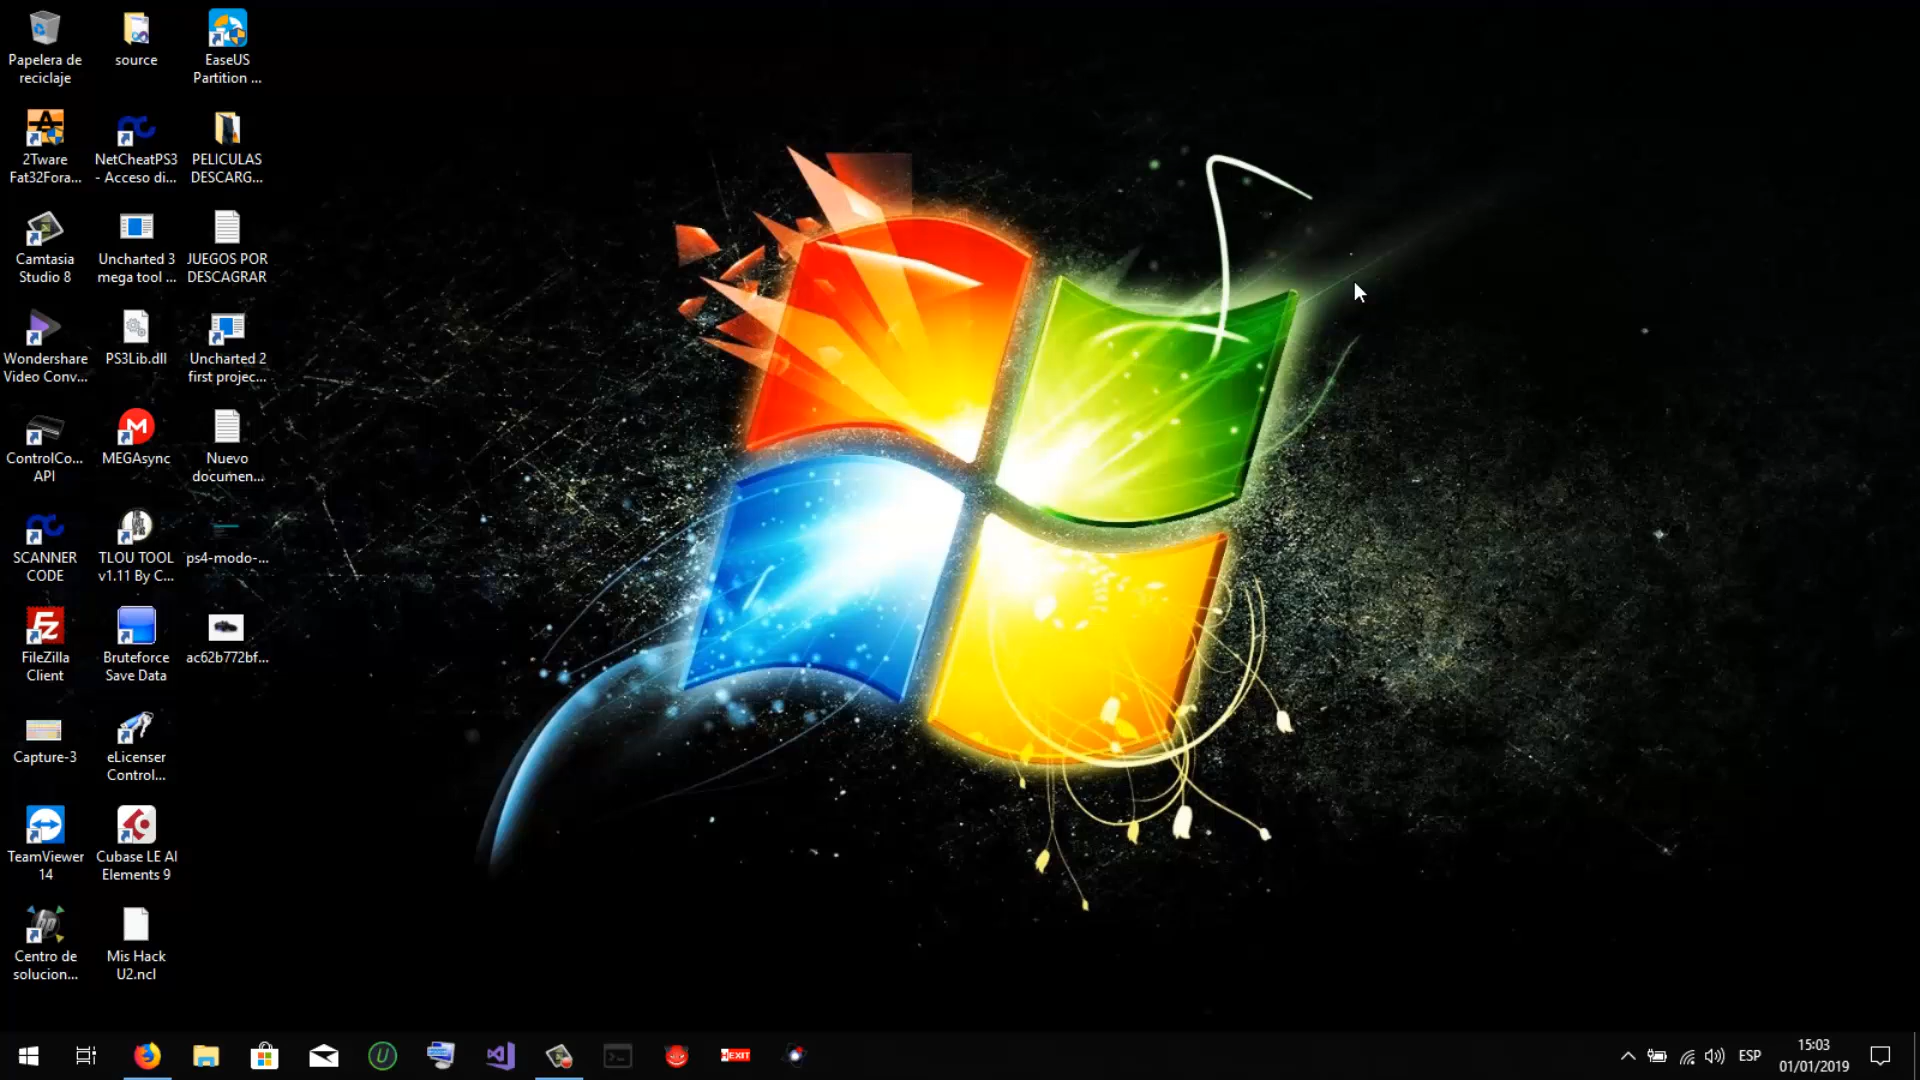 Papelera de
reciclaje
source
EaseUS
Partition ...
2Tware
Fat32Fora...
NetCheatPS3
- Acceso di...
PELICULAS
DESCARG...
Camtasia
Studio 8
Uncharted 3
mega tool ...
JUEGOS POR
DESCAGRAR
Wondershare
Video Conv...
PS3Lib.dll
Uncharted 2
first projec...
ControlCo...
API
MEGAsync
Nuevo
documen...
SCANNER
CODE
TLOU TOOL
v1.11 By C...
ps4-modo-...
FileZilla
Client
Bruteforce
Save Data
ac62b772bf...
Capture-3
eLicenser
Control...
TeamViewer
14
Cubase LE AI
Elements 9
Centro de
solucion...
Mis Hack
U2.ncl
EXIT
ESP
15:03
01/01/2019